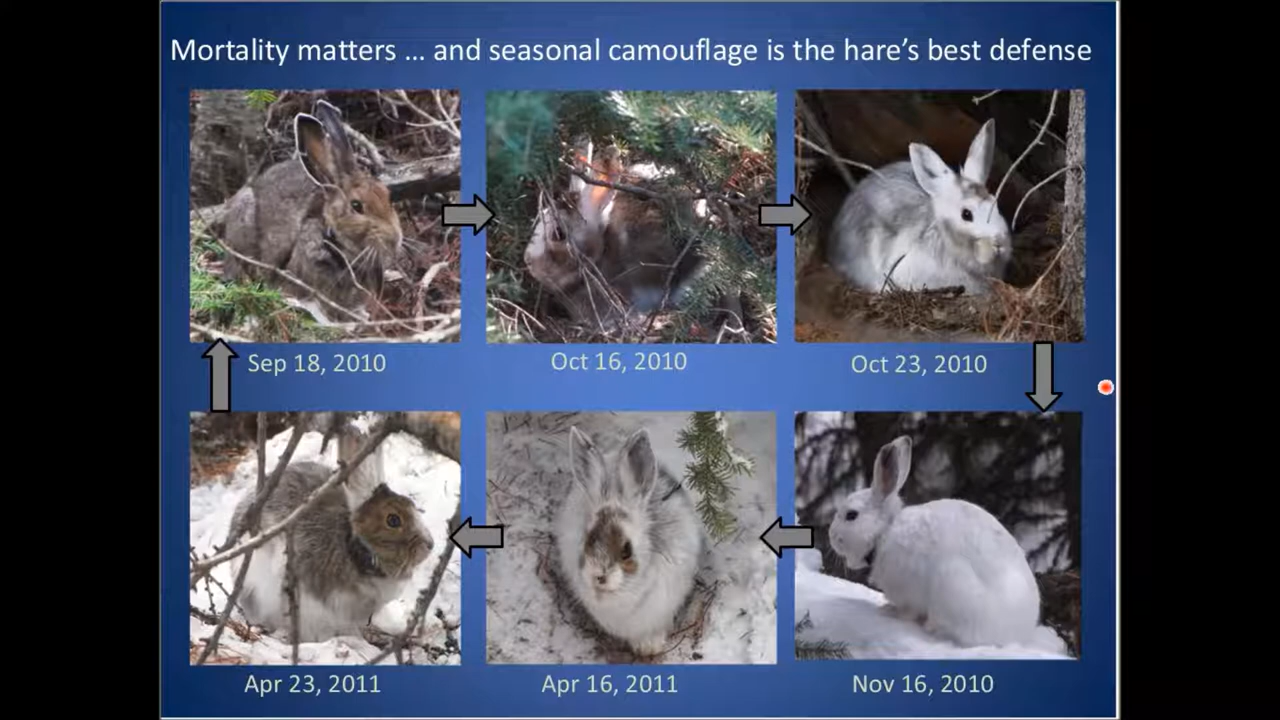 Mortality matters ... and seasonal camouflage is the hare's best defense
Sep 18, 2010
Oct 16, 2010
Oct 23, 2010
Apr 23, 2011
Apr 16, 2011
Nov 16, 2010